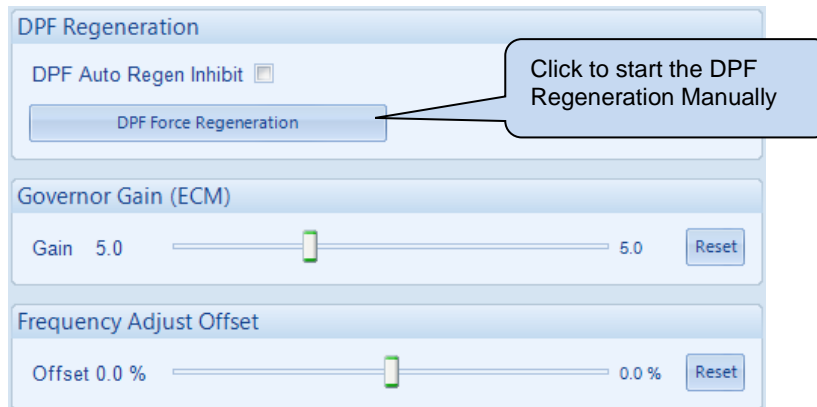 DPF Regeneration
DPF Auto Regen Inhibit
DPF Force Regeneration
Click to start the DPF
Regeneration Manually
Governor Gain (ECM)
Gain 5.0 5.0 Reset
Frequency Adjust Offset
Offset 0.0 % 0.0 % Reset